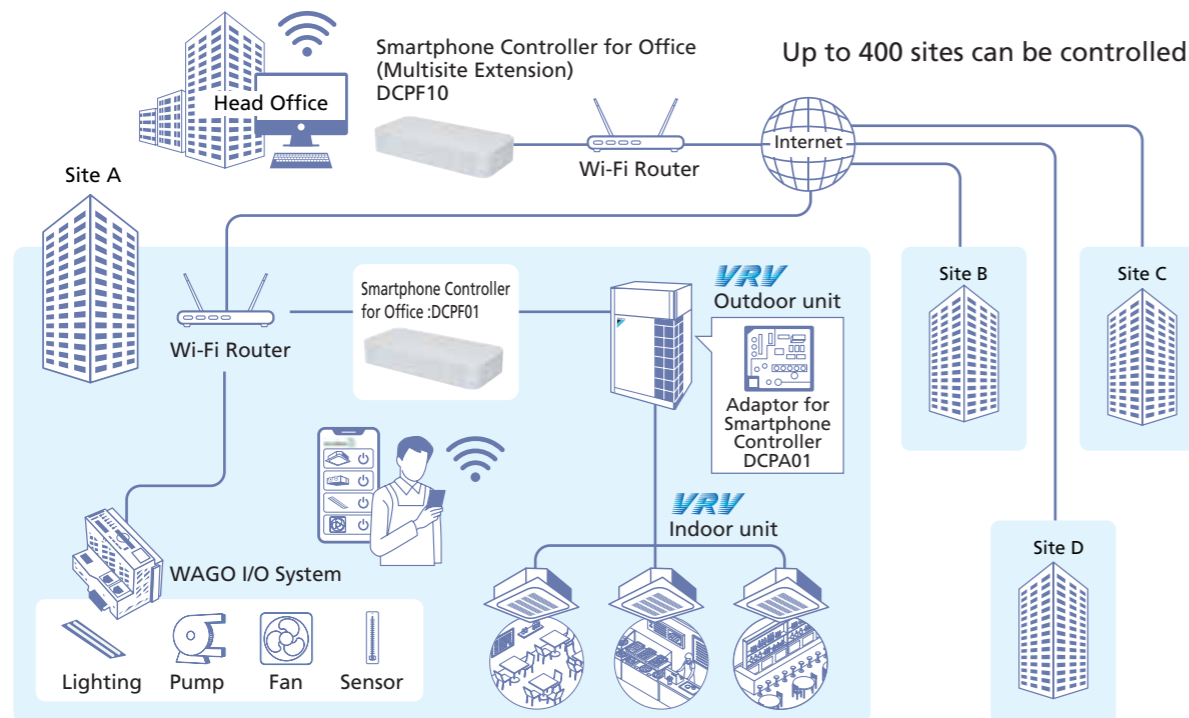 Smartphone Controller for Office
(Multisite Extension)
DCPF10
Up to 400 sites can be controlled
Head Office
Wi-Fi Router
Internet
Site A
Wi-Fi Router
Smartphone Controller
for Office :DCPF01
VRV
Outdoor unit
Adaptor for
Smartphone
Controller
DCPA01
Site B
Site C
VRV
Indoor unit
WAGO I/O System
Lighting
Pump
Fan
Sensor
Site D